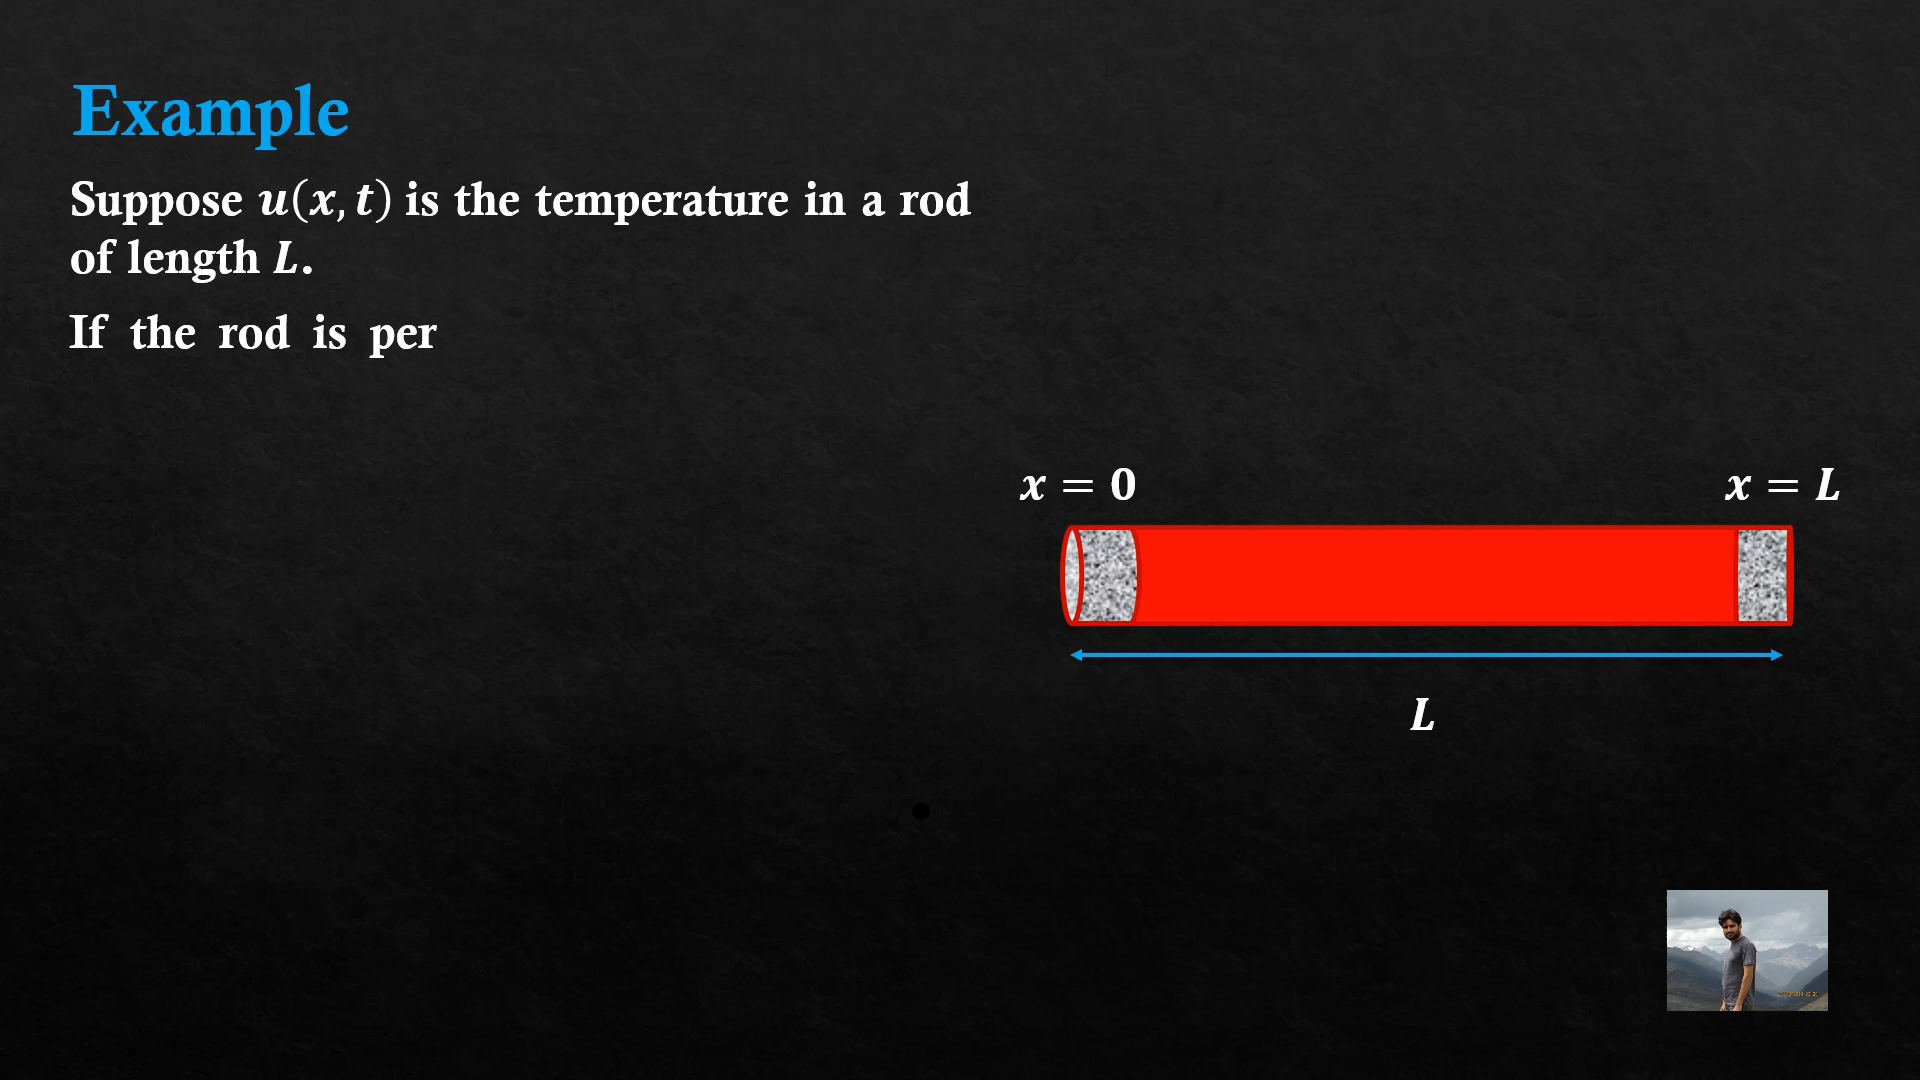 Example
Suppose u(x, t) is the temperature in a rod
of length L.
If the rod is per
x = 0
x = L
L